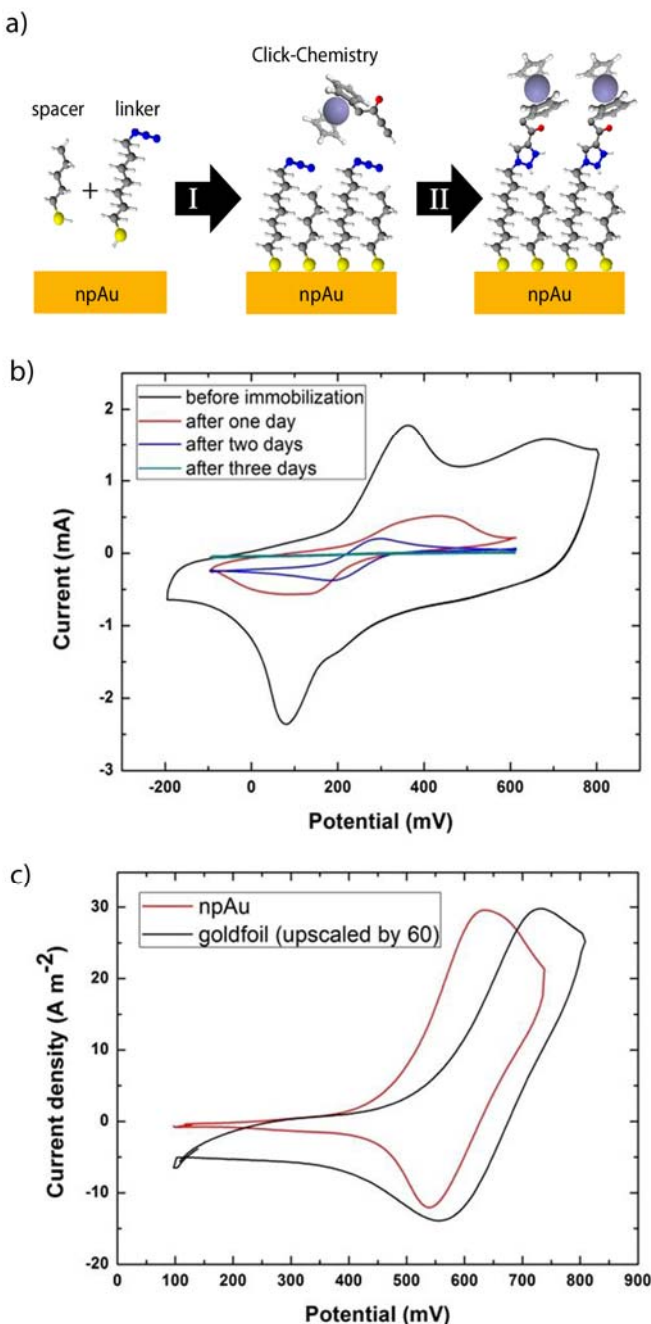 a)
Click-Chemistry
spacer
linker
+
I
II
npAu
npAu
npAu
b)
before immobilization
after one day
after two days
after three days
Current (mA)
2
1
0
-1
-2
-3
-200 0 200 400 600 800
Potential (mV)
c)
npAu
goldfoil (upscaled by 60)
Current density (A m⁻²)
30
20
10
0
-10
-20
0 100 200 300 400 500 600 700 800 900
Potential (mV)